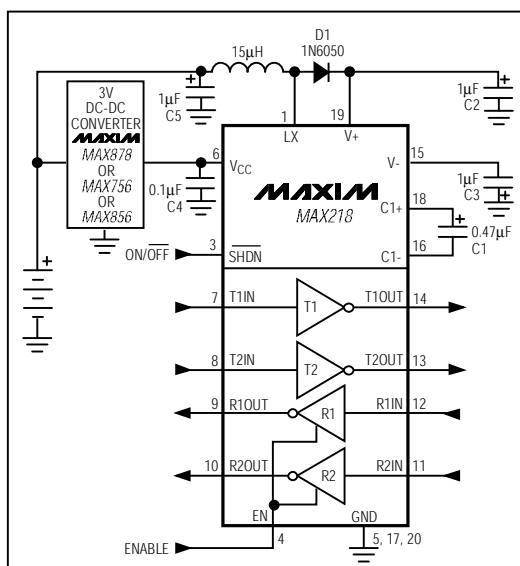 D1
1N6050
15µH
1µF
C5
1µF
C2
3V
DC-DC
CONVERTER
MAXIM
MAX878
OR
MAX756
OR
MAX856
1
19
LX
V+
6
VCC
0.1µF
C4
V-
15
1µF
C3
MAXIM
MAX218
C1+
18
0.47µF
C1
C1-
16
ON/OFF
3
SHDN
7
T1IN
T1
T1OUT
14
8
T2IN
T2
T2OUT
13
9
R1OUT
R1
R1IN
12
10
R2OUT
R2
R2IN
11
EN
4
GND
5, 17, 20
ENABLE